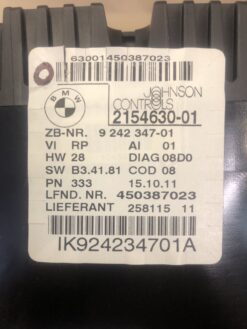 63001450387023
BMW
JOHNSON
CONTROLS
2154630-01
ZB-NR. 9 242 347-01
VI RP AI 01
HW 28 DIAG 08D0
SW B3.41.81 COD 08
PN 333 15.10.11
LFND. NR. 450387023
LIEFERANT 258115 11
IK924234701A